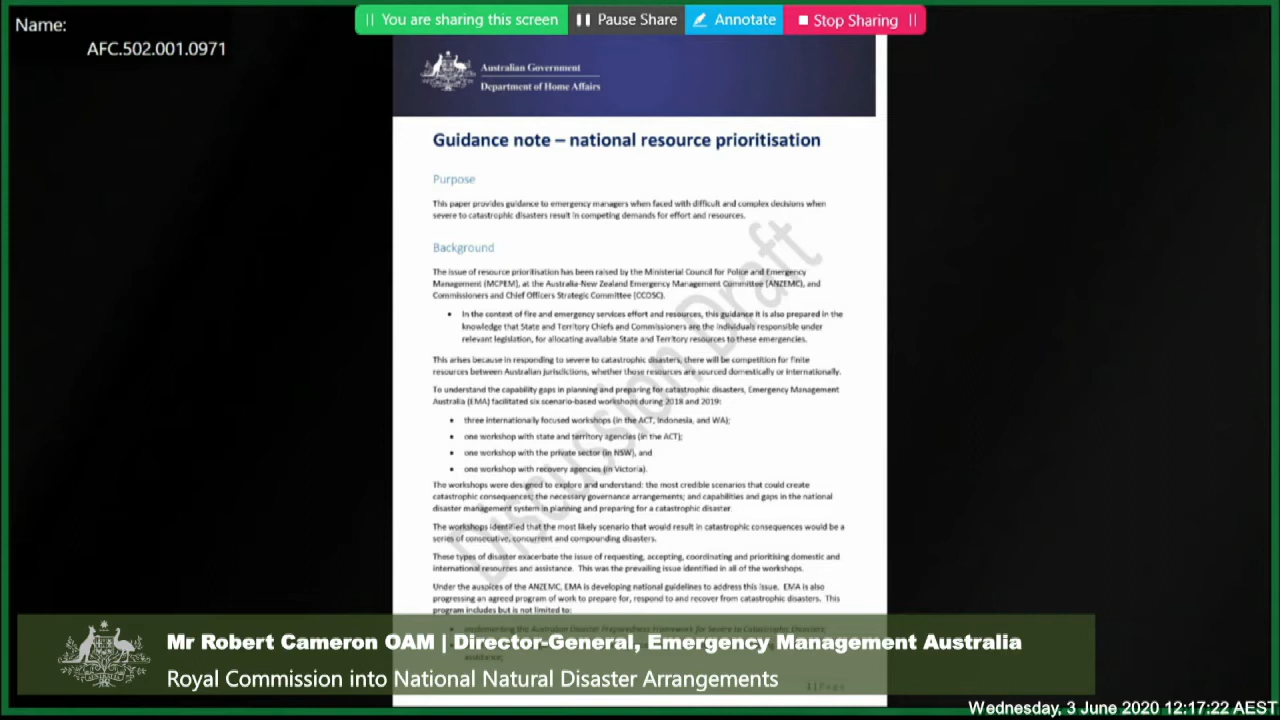 Name:
AFC.502.001.0971
You are sharing this screen
Pause Share
Annotate
Stop Sharing
Australian Government
Department of Home Affairs
Guidance note – national resource prioritisation
Purpose
This paper provides guidance to emergency managers when faced with difficult and complex decisions when
severe to catastrophic disasters result in competing demands for effort and resources.
Background
The issue of resource prioritisation has been raised by the Ministerial Council for Police and Emergency
Management (MCPEM), at the Australia-New Zealand Emergency Management Committee (ANZEMC), and
Commissioners and Chief Officers Strategic Committee (CCOSC).
• In the context of fire and emergency services effort and resources, this guidance it is also prepared in the
knowledge that State and Territory Chiefs and Commissioners are the individuals responsible under
relevant legislation, for allocating available State and Territory resources to these emergencies.
This arises because in responding to severe to catastrophic disasters, there will be competition for finite
resources between Australian jurisdictions, whether those resources are sourced domestically or internationally.
To understand the capability gaps in planning and preparing for catastrophic disasters, Emergency Management
Australia (EMA) facilitated six scenario-based workshops during 2018 and 2019:
• three internationally focused workshops (in the ACT, Indonesia, and WA);
• one workshop with state and territory agencies (in the ACT);
• one workshop with the private sector (in NSW), and
• one workshop with recovery agencies (in Victoria).
The workshops were designed to explore and understand: the most credible scenarios that could create
catastrophic consequences; the necessary governance arrangements; and capabilities and gaps in the national
disaster management system in planning and preparing for a catastrophic disaster.
The workshops identified that the most likely scenario that would result in catastrophic consequences would be a
series of consecutive, concurrent and compounding disasters.
These types of disaster exacerbate the issue of requesting, accepting, coordinating and prioritising domestic and
international resources and assistance. This was the prevailing issue identified in all of the workshops.
Under the auspices of the ANZEMC, EMA is developing national guidelines to address this issue. EMA is also
progressing an agreed program of work to prepare for, respond to and recover from catastrophic disasters. This
program includes but is not limited to:
• implementing the Australian Disaster Preparedness Framework for Severe to Catastrophic Disasters
Discussion Draft
1 | Page
Mr Robert Cameron OAM | Director-General, Emergency Management Australia
Royal Commission into National Natural Disaster Arrangements
Wednesday, 3 June 2020 12:17:22 AEST